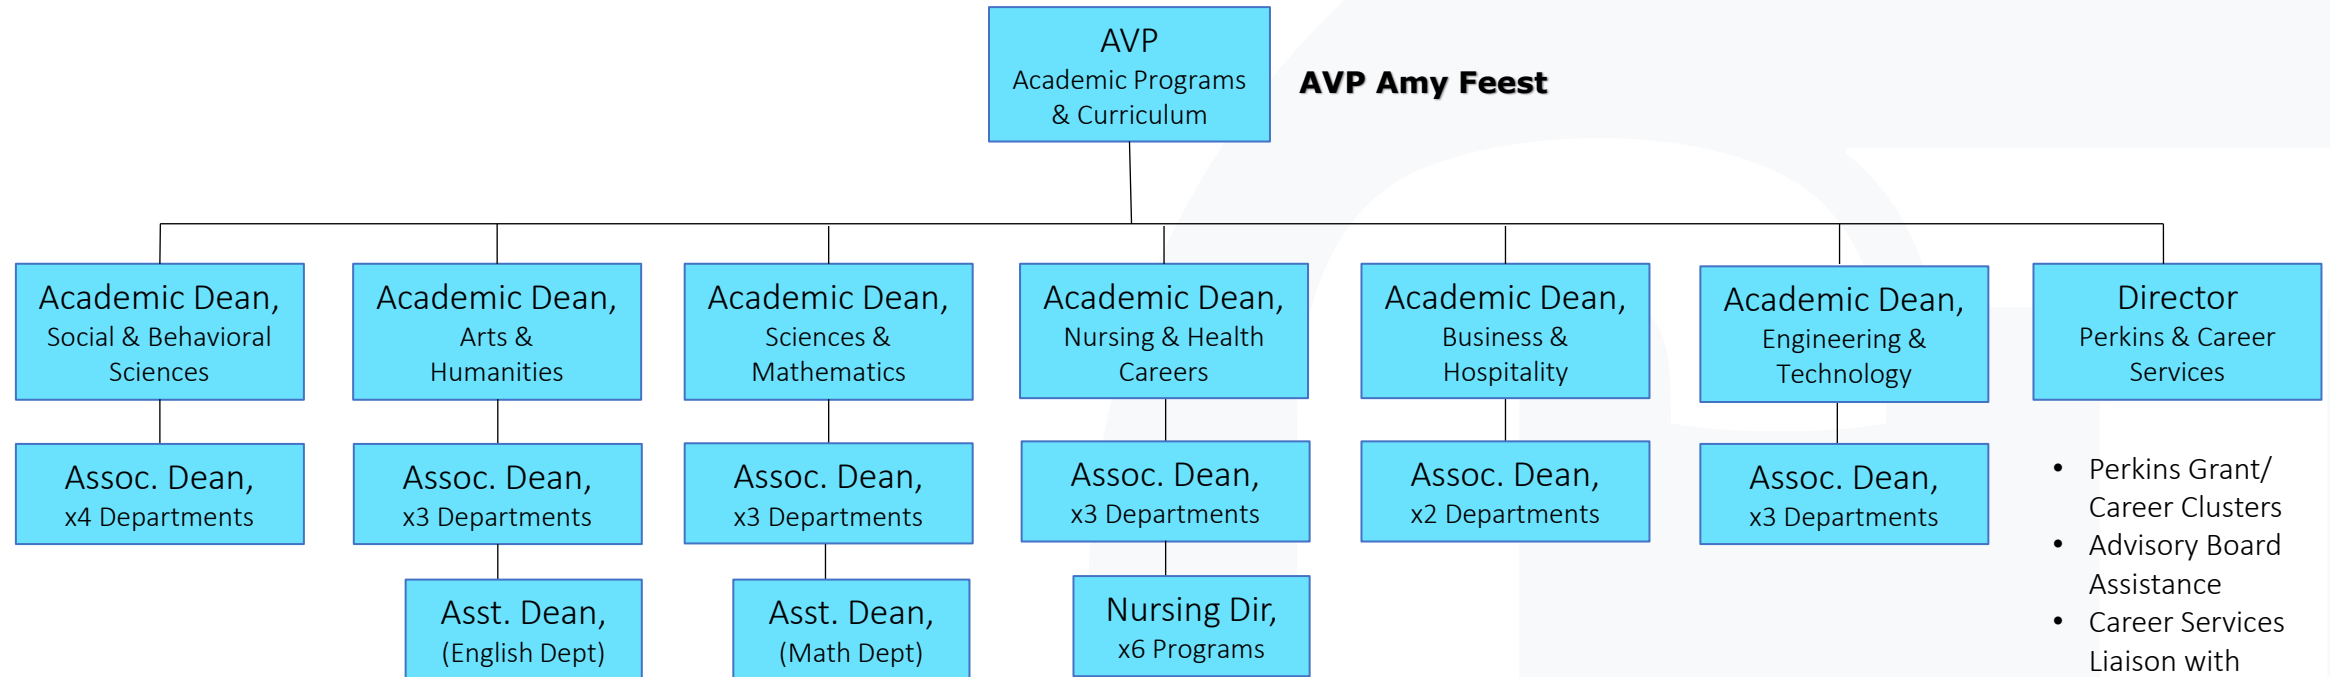 AVP
Academic Programs
& Curriculum
AVP Amy Feest
Academic Dean,
Social & Behavioral
Sciences
Academic Dean,
Arts &
Humanities
Academic Dean,
Sciences &
Mathematics
Academic Dean,
Nursing & Health
Careers
Academic Dean,
Business &
Hospitality
Academic Dean,
Engineering &
Technology
Director
Perkins & Career
Services
Assoc. Dean,
x4 Departments
Assoc. Dean,
x3 Departments
Assoc. Dean,
x3 Departments
Assoc. Dean,
x3 Departments
Assoc. Dean,
x2 Departments
Assoc. Dean,
x3 Departments
• Perkins Grant/
Career Clusters
• Advisory Board
Assistance
• Career Services
Liaison with
Asst. Dean,
(English Dept)
Asst. Dean,
(Math Dept)
Nursing Dir,
x6 Programs